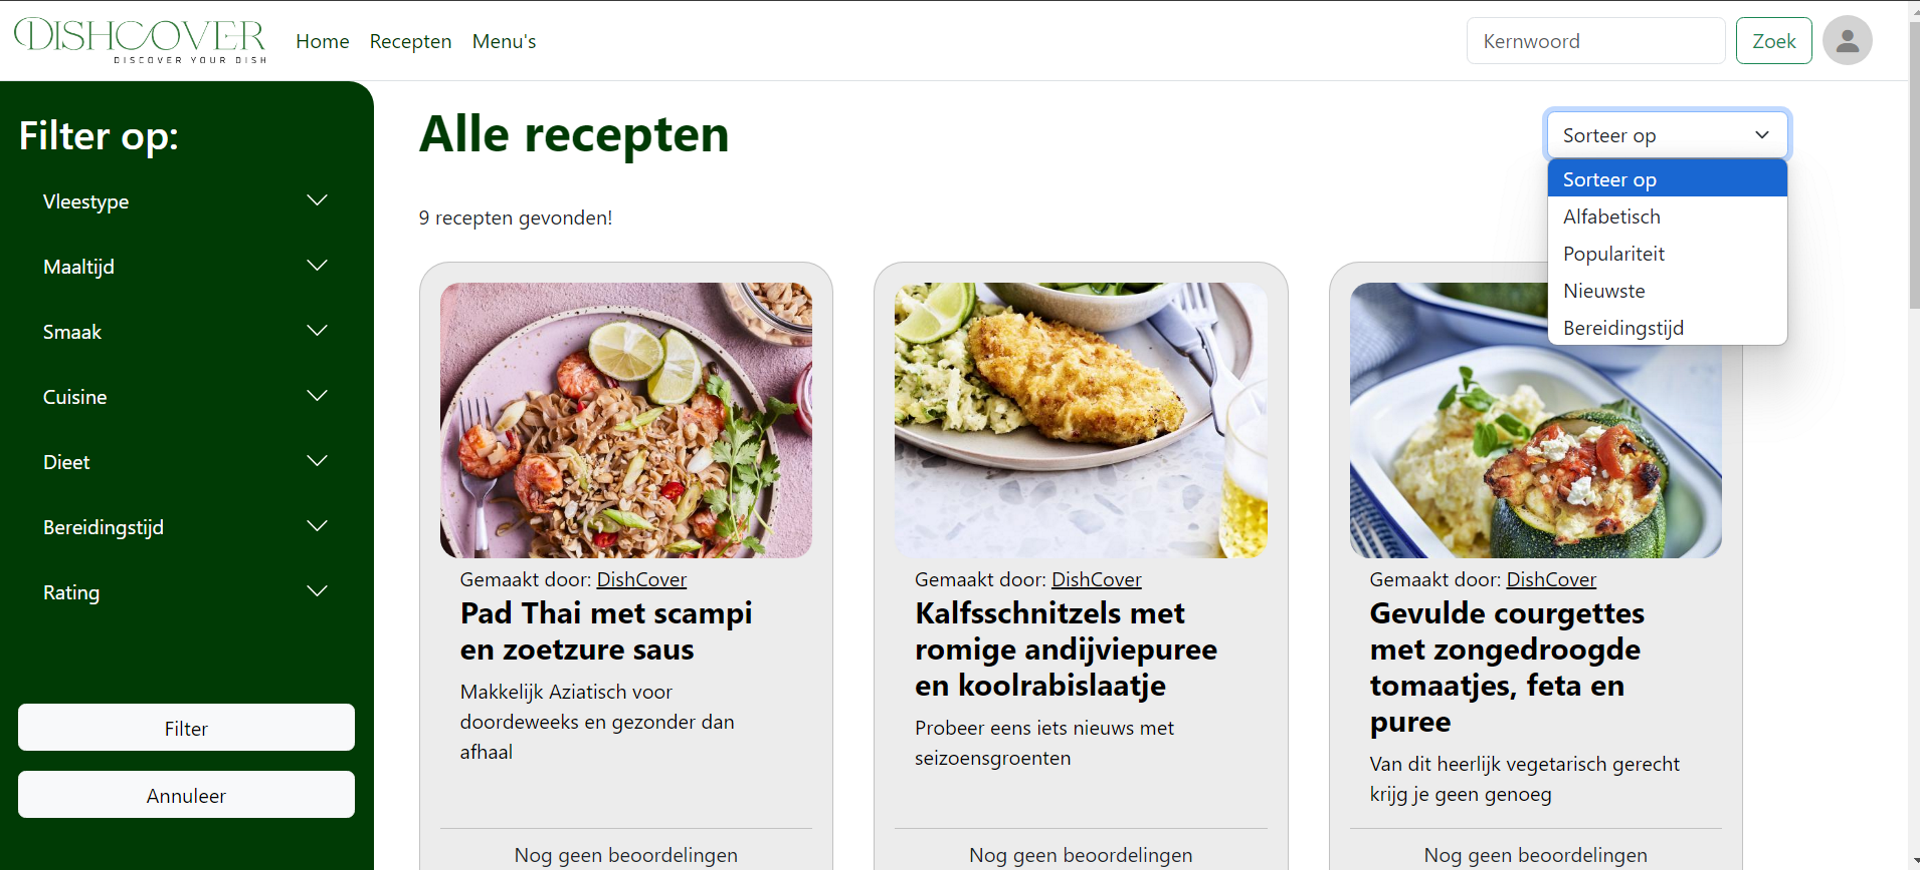 DISHCOVER
DISCOVER YOUR DISH
Home Recepten Menu's
Kernwoord
Zoek
Filter op:
Vleestype
Maaltijd
Smaak
Cuisine
Dieet
Bereidingstijd
Rating
Filter
Annuleer
Alle recepten
9 recepten gevonden!
Sorteer op
Sorteer op
Alfabetisch
Populariteit
Nieuwste
Bereidingstijd
Gemaakt door: DishCover
Pad Thai met scampi
en zoetzure saus
Makkelijk Aziatisch voor
doordeweeks en gezonder dan
afhaal
Nog geen beoordelingen
Gemaakt door: DishCover
Kalfsschnitzels met
romige andijviepuree
en koolrabislaatje
Probeer eens iets nieuws met
seizoensgroenten
Nog geen beoordelingen
Gemaakt door: DishCover
Gevulde courgettes
met zongedroogde
tomaatjes, feta en
puree
Van dit heerlijk vegetarisch gerecht
krijg je geen genoeg
Nog geen beoordelingen